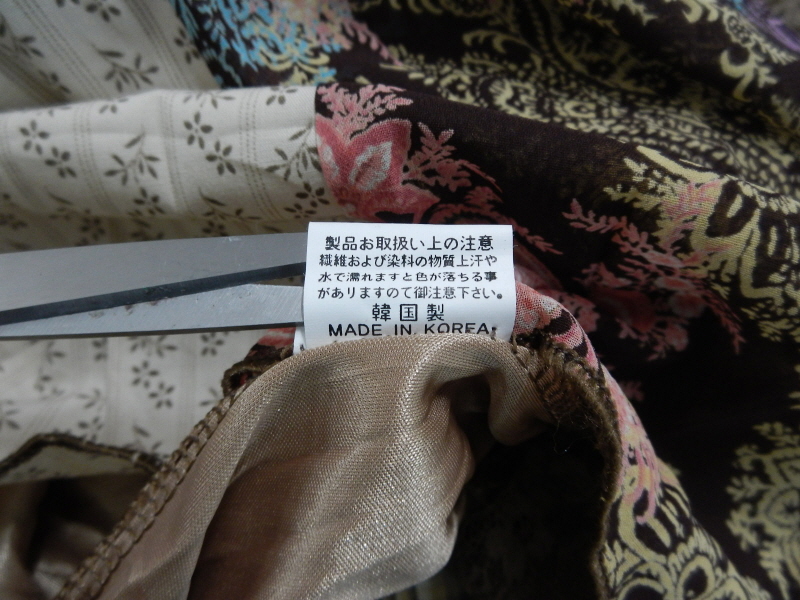 製品お取扱い上の注意
繊維および染料の物質上汗や
水で濡れますと色が落ちる事
がありますので御注意下さい。
韓国製
MADE IN KOREA